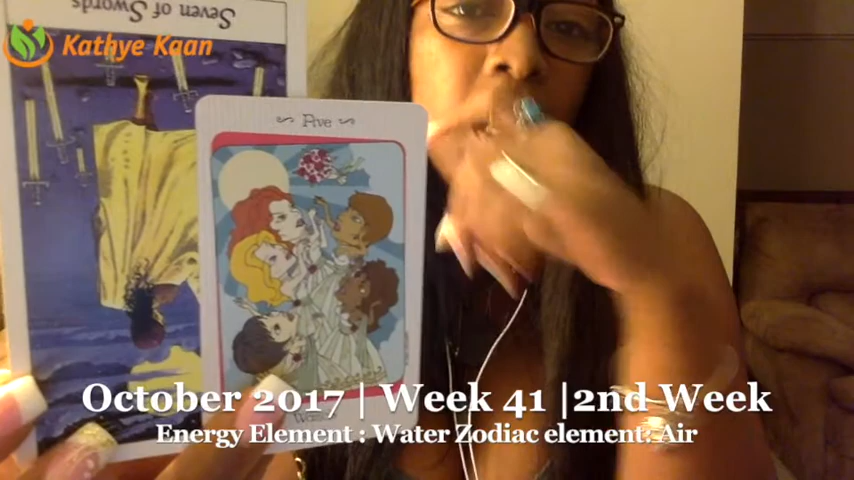 Seven of Swords
Kathye Kaan
Five
October 2017 | Week 41 |2nd Week
Energy Element : Water Zodiac element: Air